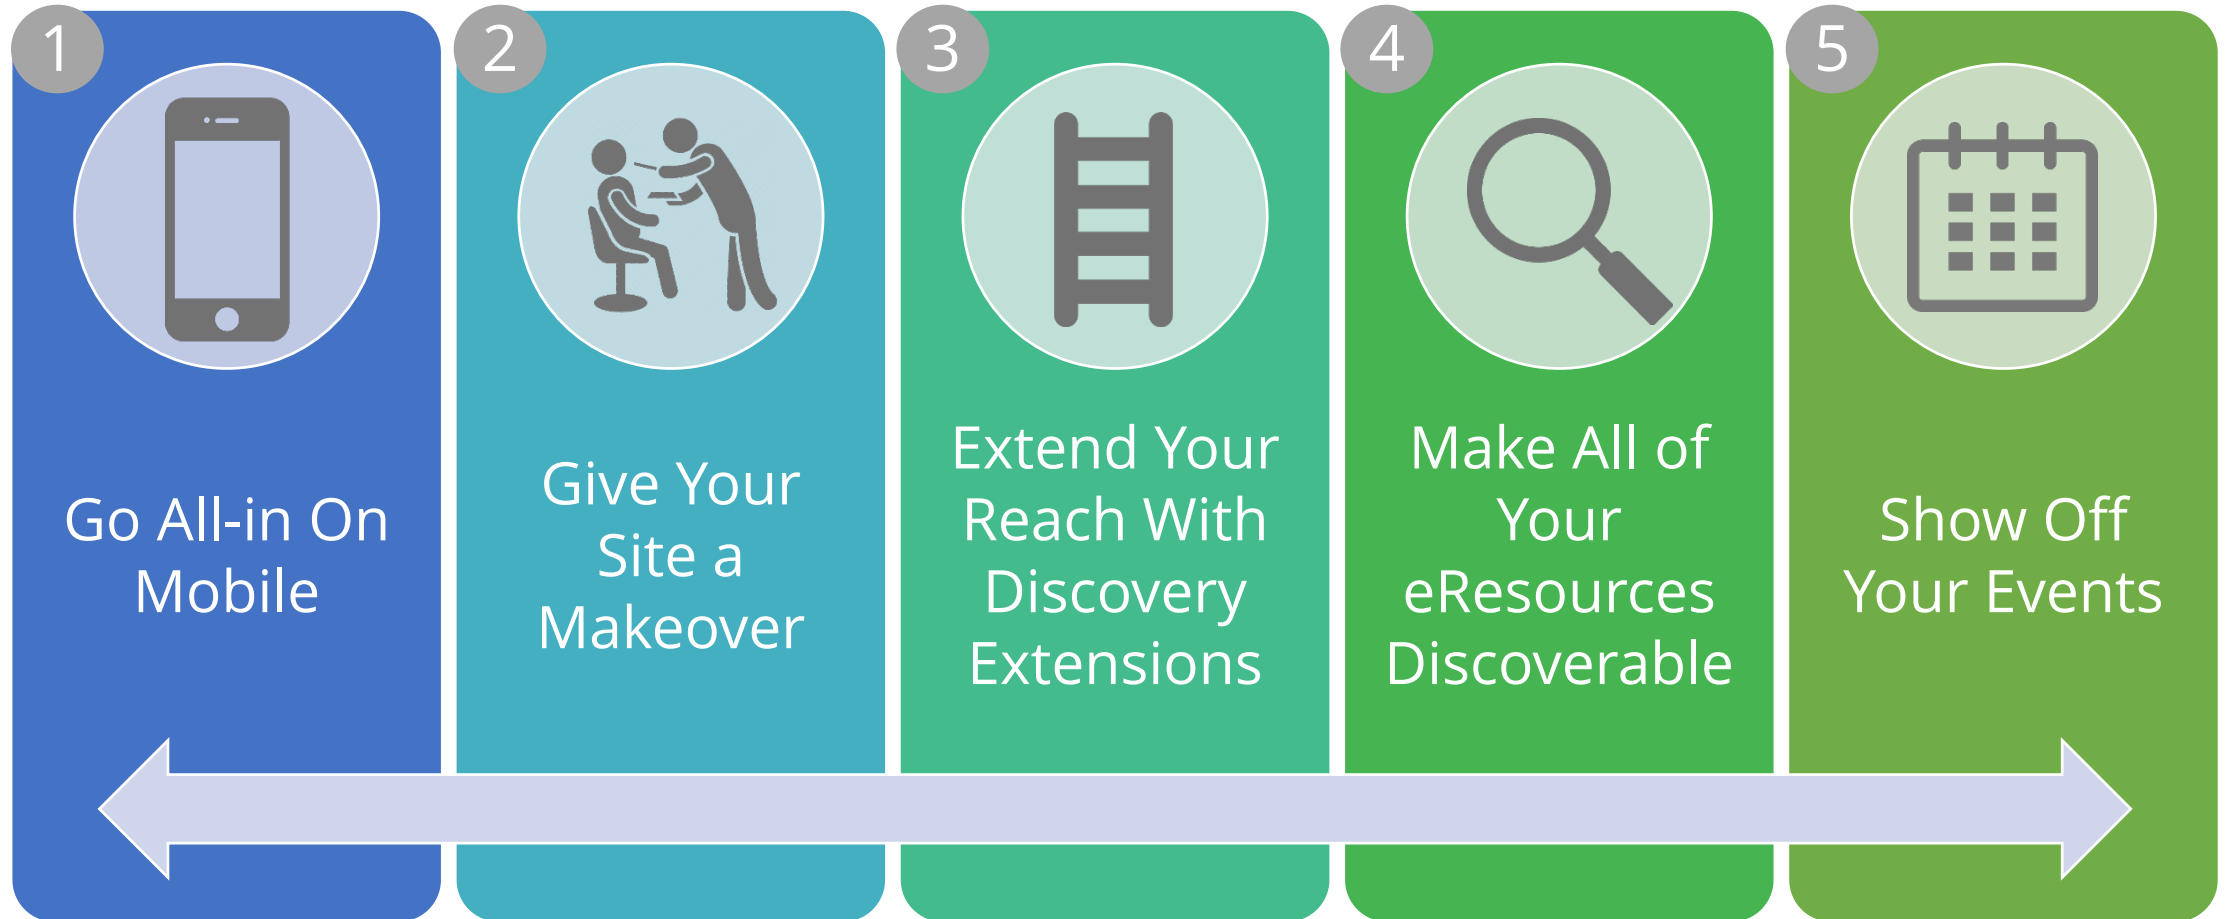 1
Go All-in On
Mobile
2
Give Your
Site a
Makeover
3
Extend Your
Reach With
Discovery
Extensions
4
Make All of
Your
eResources
Discoverable
5
Show Off
Your Events